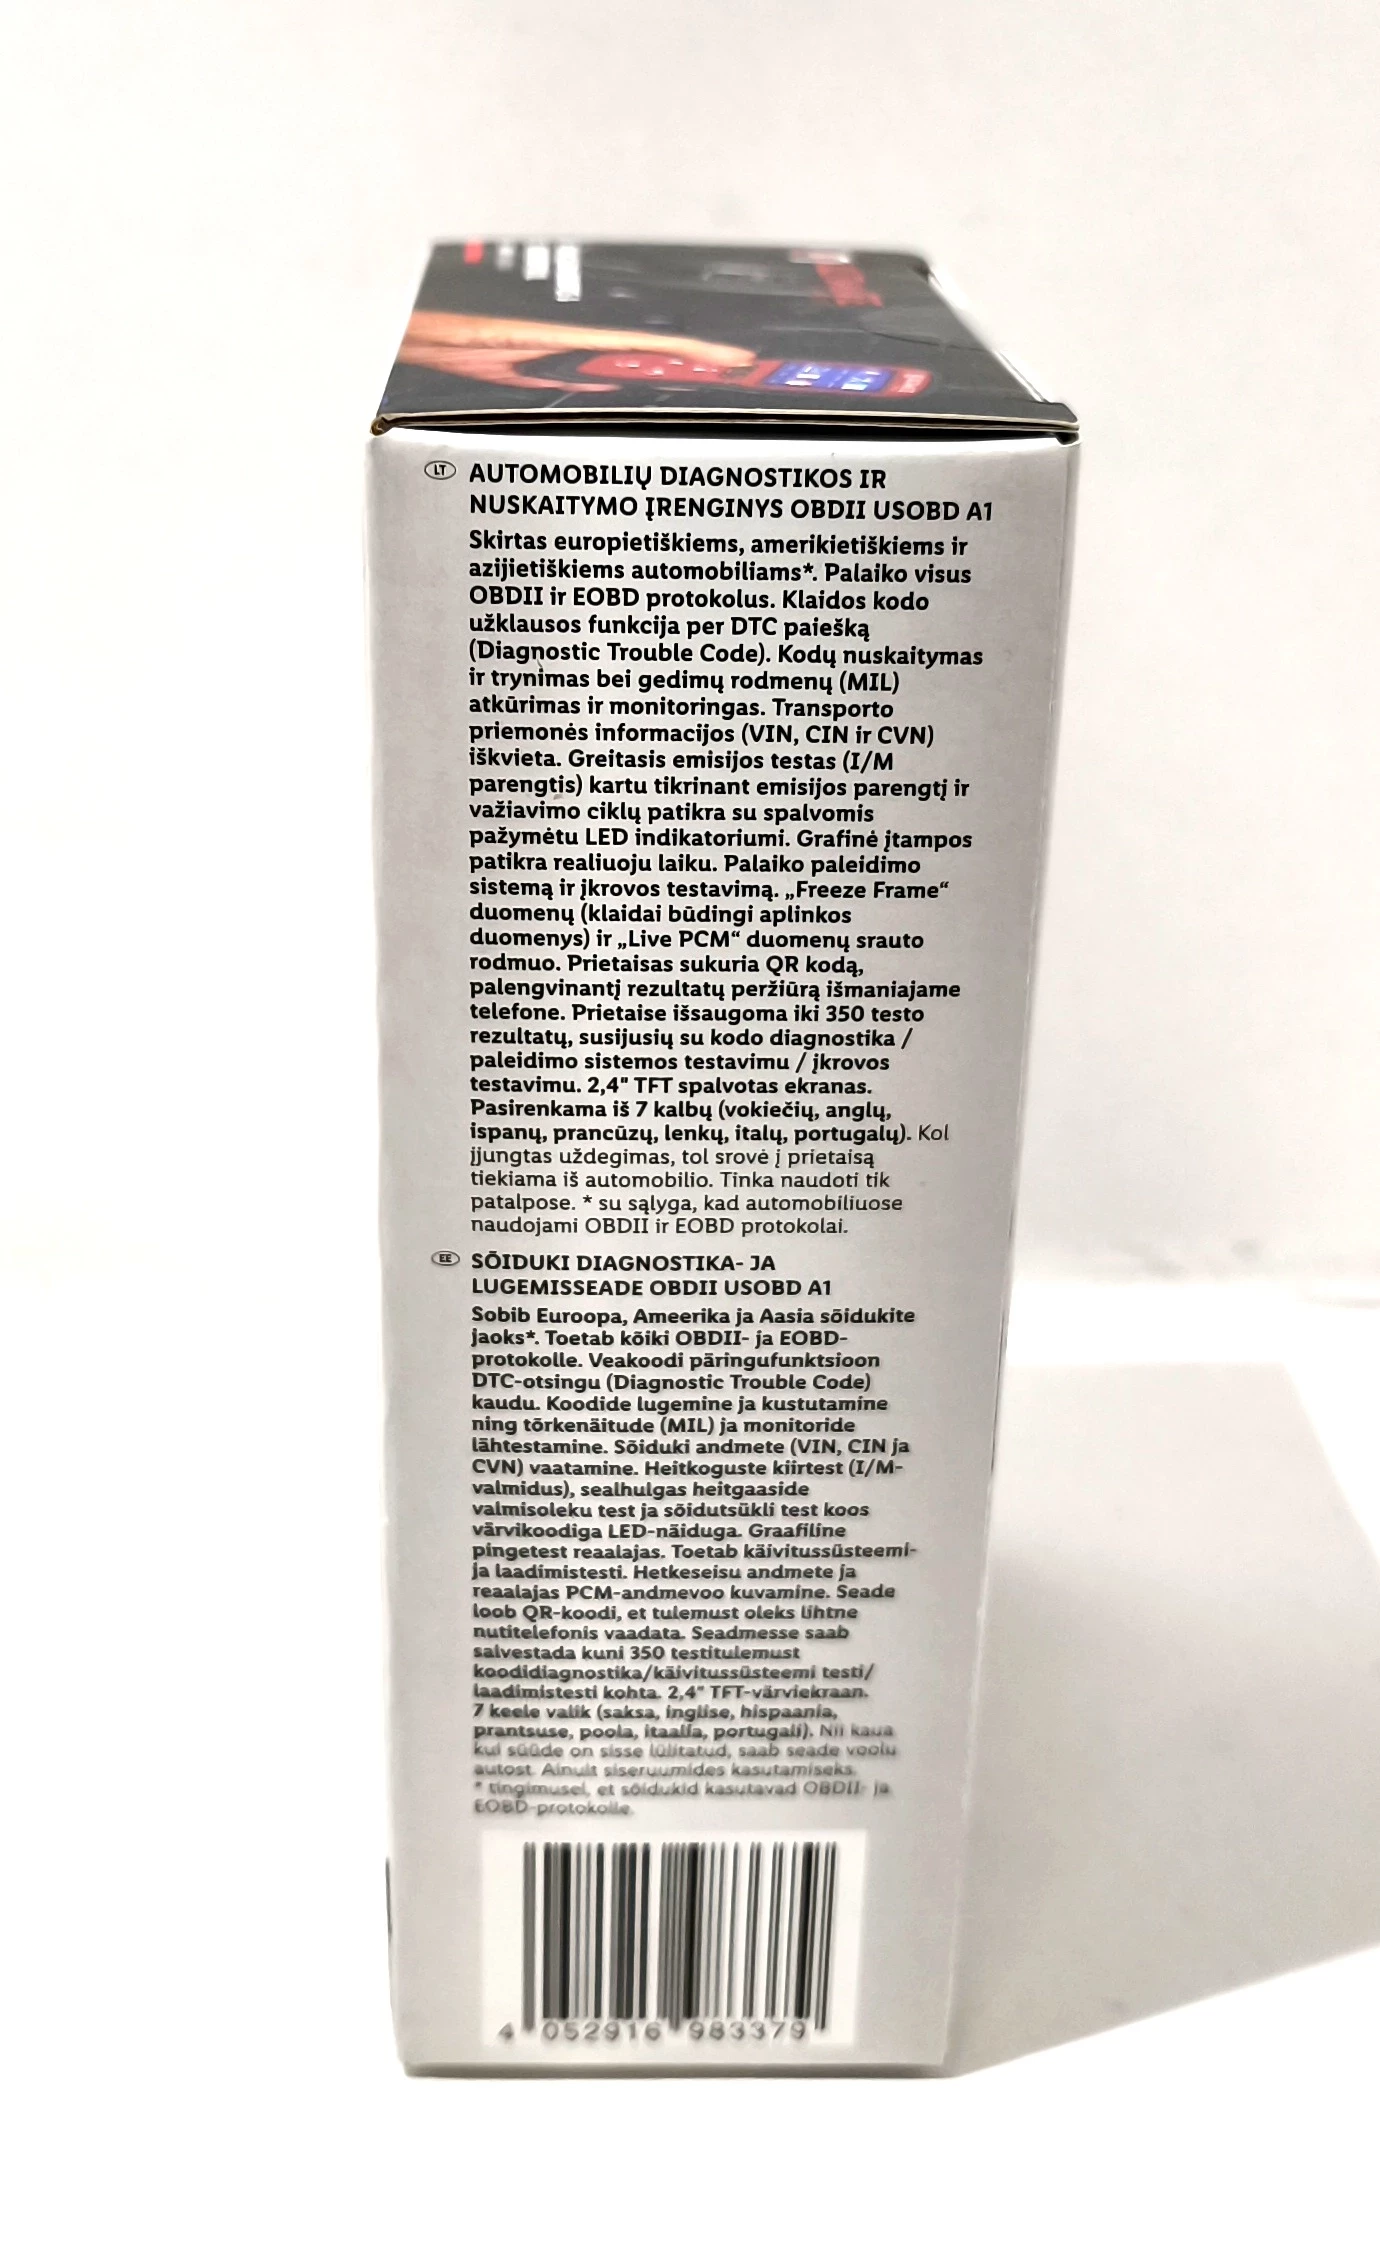 LT AUTOMOBILIŲ DIAGNOSTIKOS IR
NUSKAITYMO ĮRENGINYS OBDII USOBD A1
Skirtas europietiškiems, amerikietiškiems ir
azijietiškiems automobiliams*. Palaiko visus
OBDII ir EOBD protokolus. Klaidos kodo
užklausos funkcija per DTC paiešką
(Diagnostic Trouble Code). Kodų nuskaitymas
ir trynimas bei gedimų rodmenų (MIL)
atkūrimas ir monitoringas. Transporto
priemonės informacijos (VIN, CIN ir CVN)
iškvieta. Greitasis emisijos testas (I/M
parengtis) kartu tikrinant emisijos parengtį ir
važiavimo ciklų patikra su spalvomis
pažymėtu LED indikatoriumi. Grafinė įtampos
patikra realiuoju laiku. Palaiko paleidimo
sistemą ir įkrovos testavimą. „Freeze Frame“
duomenų (klaidai būdingi aplinkos
duomenys) ir „Live PCM“ duomenų srauto
rodmuo. Prietaisas sukuria QR kodą,
palengvinantį rezultatų peržiūrą išmaniajame
telefone. Prietaise išsaugoma iki 350 testo
rezultatų, susijusių su kodo diagnostika /
paleidimo sistemos testavimu / įkrovos
testavimu. 2,4" TFT spalvotas ekranas.
Pasirenkama iš 7 kalbų (vokiečių, anglų,
ispanų, prancūzų, lenkų, italų, portugalų). Kol
įjungtas uždegimas, tol srovė į prietaisą
tiekiama iš automobilio. Tinka naudoti tik
patalpose. * su sąlyga, kad automobiliuose
naudojami OBDII ir EOBD protokolai.
EE SÕIDUKI DIAGNOSTIKA- JA
LUGEMISSEADE OBDII USOBD A1
Sobib Euroopa, Ameerika ja Aasia sõidukite
jaoks*. Toetab kõiki OBDII- ja EOBD-
protokolle. Veakoodi päringufunktsioon
DTC-otsingu (Diagnostic Trouble Code)
kaudu. Koodide lugemine ja kustutamine
ning tõrkenäitude (MIL) ja monitoride
lähtestamine. Sõiduki andmete (VIN, CIN ja
CVN) vaatamine. Heitkoguste kiirtest (I/M-
valmidus), sealhulgas heitgaaside
valmisoleku test ja sõidutsükli test koos
värvikoodiga LED-näiduga. Graafiline
pingetest reaalajas. Toetab käivitussüsteemi-
ja laadimistesti. Hetkeseisu andmete ja
reaalajas PCM-andmevoo kuvamine. Seade
loob QR-koodi, et tulemust oleks lihtne
nutitelefonis vaadata. Seadmesse saab
salvestada kuni 350 testitulemust
koodidiagnostika/käivitussüsteemi testi/
laadimistesti kohta. 2,4" TFT-värviekraan.
7 keele valik (saksa, inglise, hispaania,
prantsuse, poola, itaalia, portugali). Nii kaua
kui süüde on sisse lülitatud, saab seade voolu
autost. Ainult siseruumides kasutamiseks.
* tingimusel, et sõidukid kasutavad OBDII- ja
EOBD-protokolle.
4 052916 983379